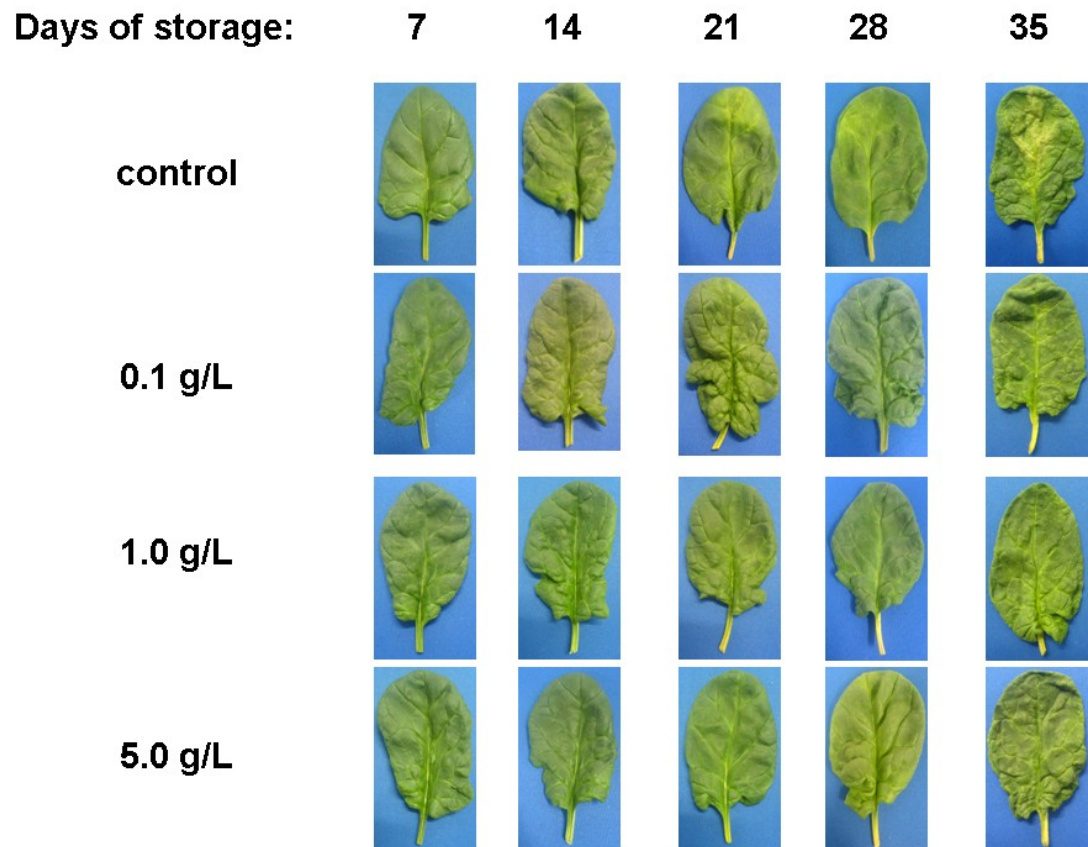 Days of storage: 7 14 21 28 35
control
0.1 g/L
1.0 g/L
5.0 g/L